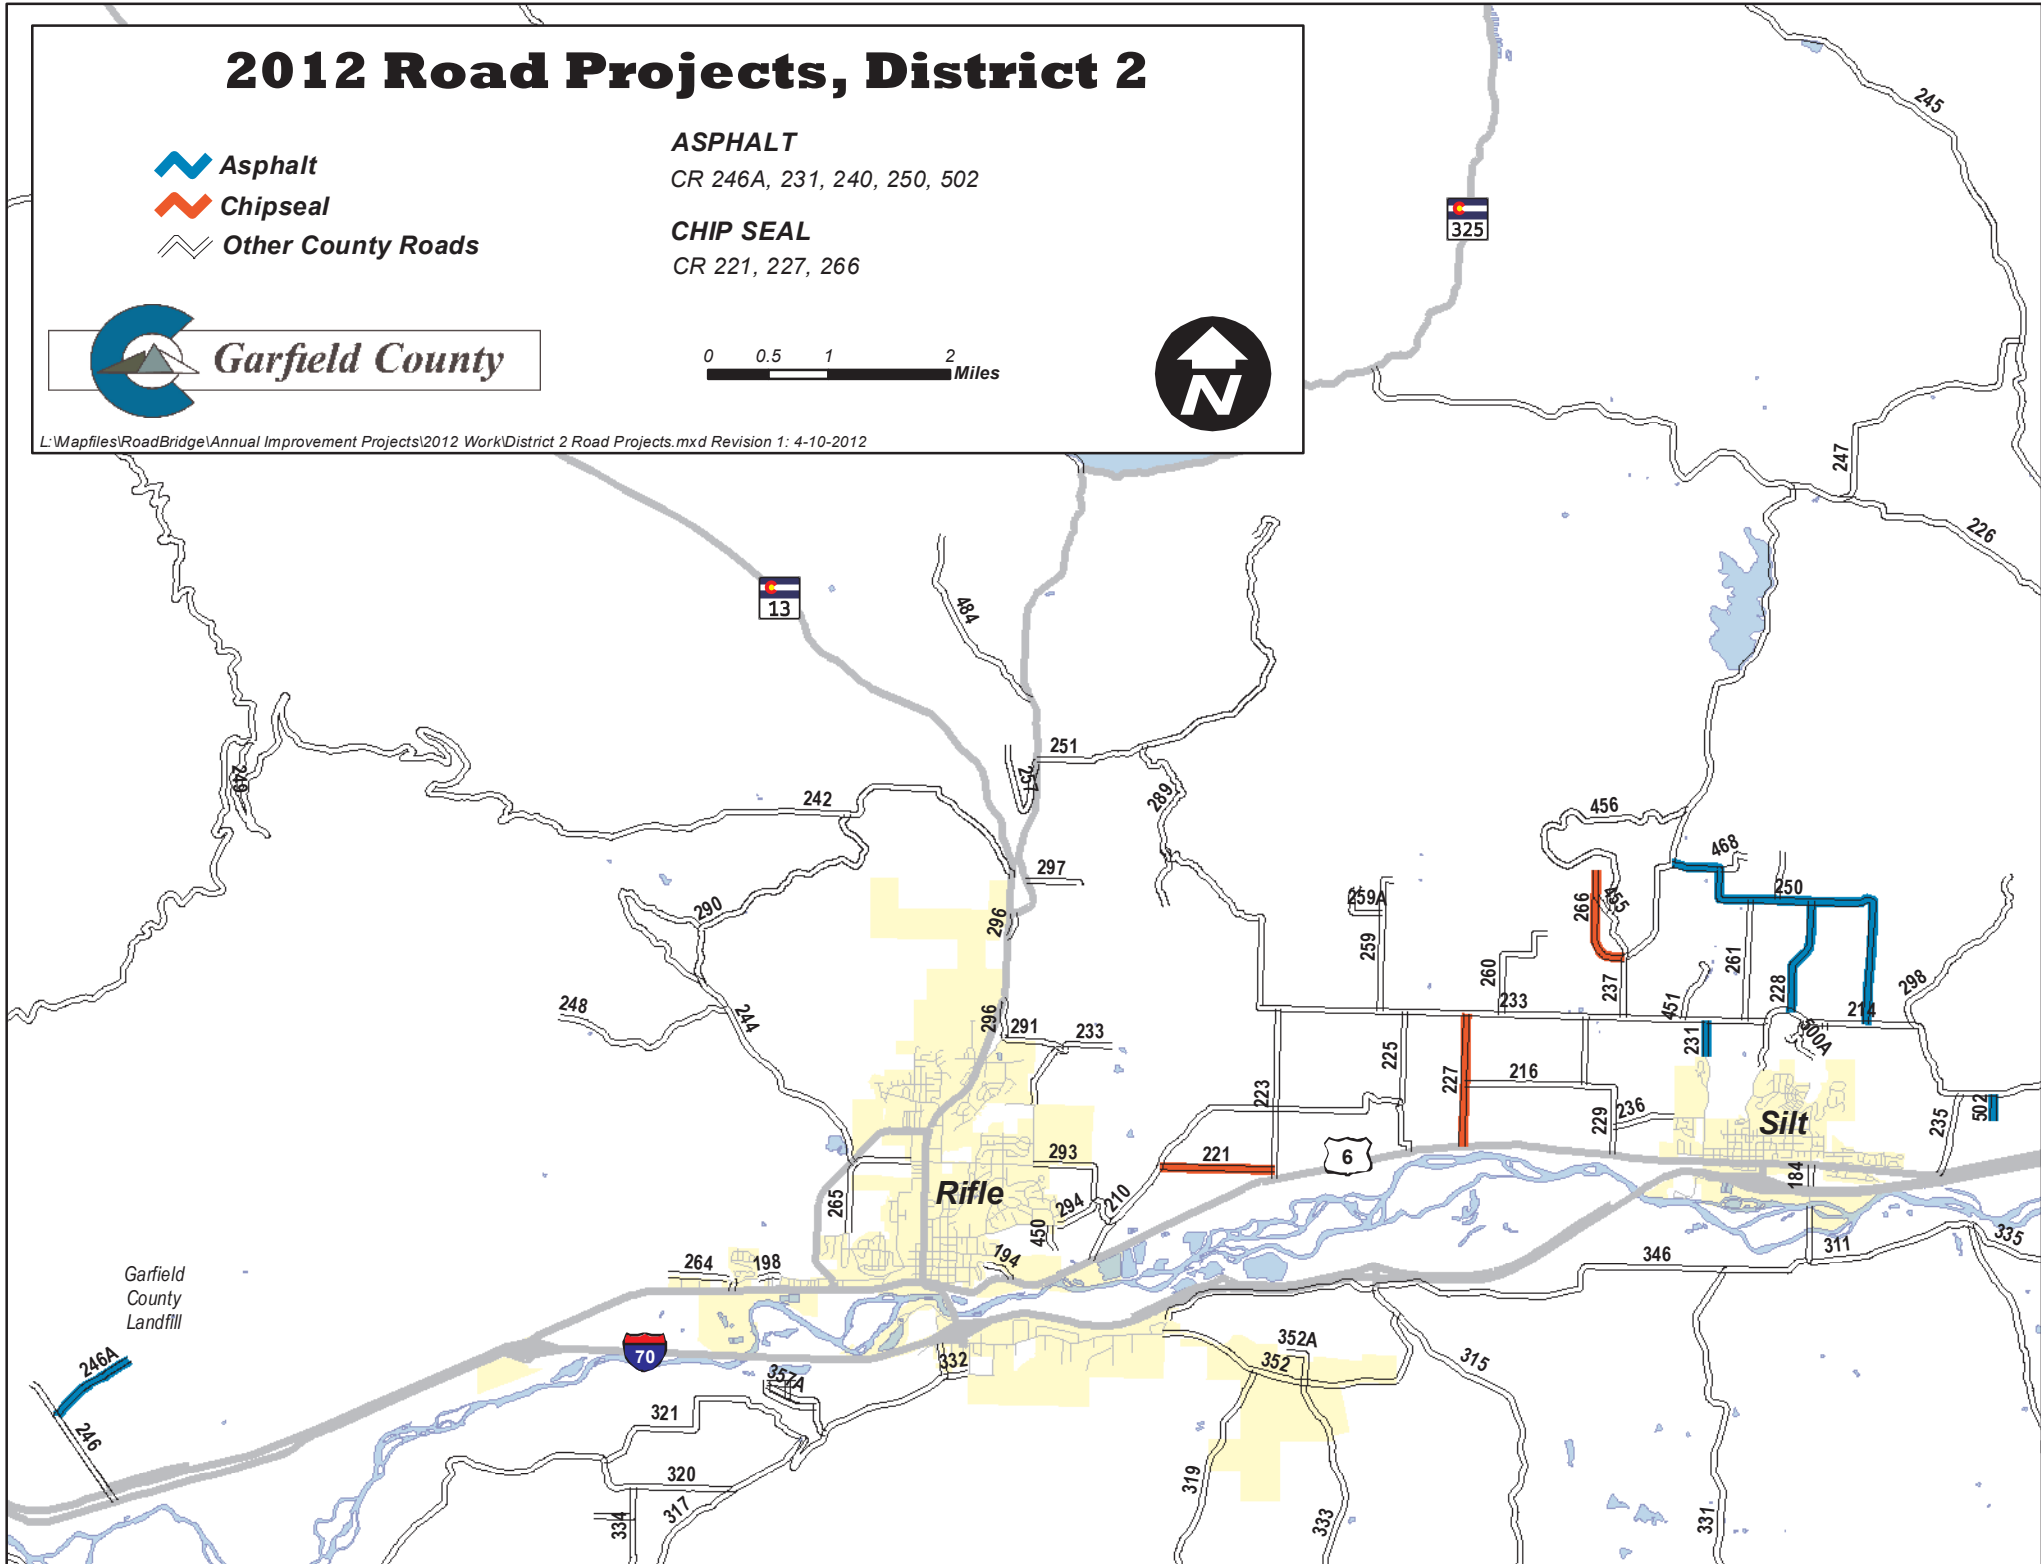 2012 Road Projects, District 2
Asphalt
Chipseal
Other County Roads
ASPHALT
CR 246A, 231, 240, 250, 502
CHIP SEAL
CR 221, 227, 266
Garfield County
0 0.5 1 2
Miles
N
L:\Mapfiles\RoadBridge\Annual Improvement Projects\2012 Work\District 2 Road Projects.mxd Revision 1: 4-10-2012
245
325
247
226
13
484
251
251
249
242
289
456
468
297
250
259A
266
455
290
296
259
260
261
237
228
298
248
244
296
233
451
214
291
233
231
500A
225
227
216
223
229
236
502
235
Silt
293
221
6
184
Rifle
265
294
210
450
335
194
311
346
264
198
Garfield
County
Landfill
246A
70
332
352A
352
315
357A
321
246
320
319
317
334
333
331